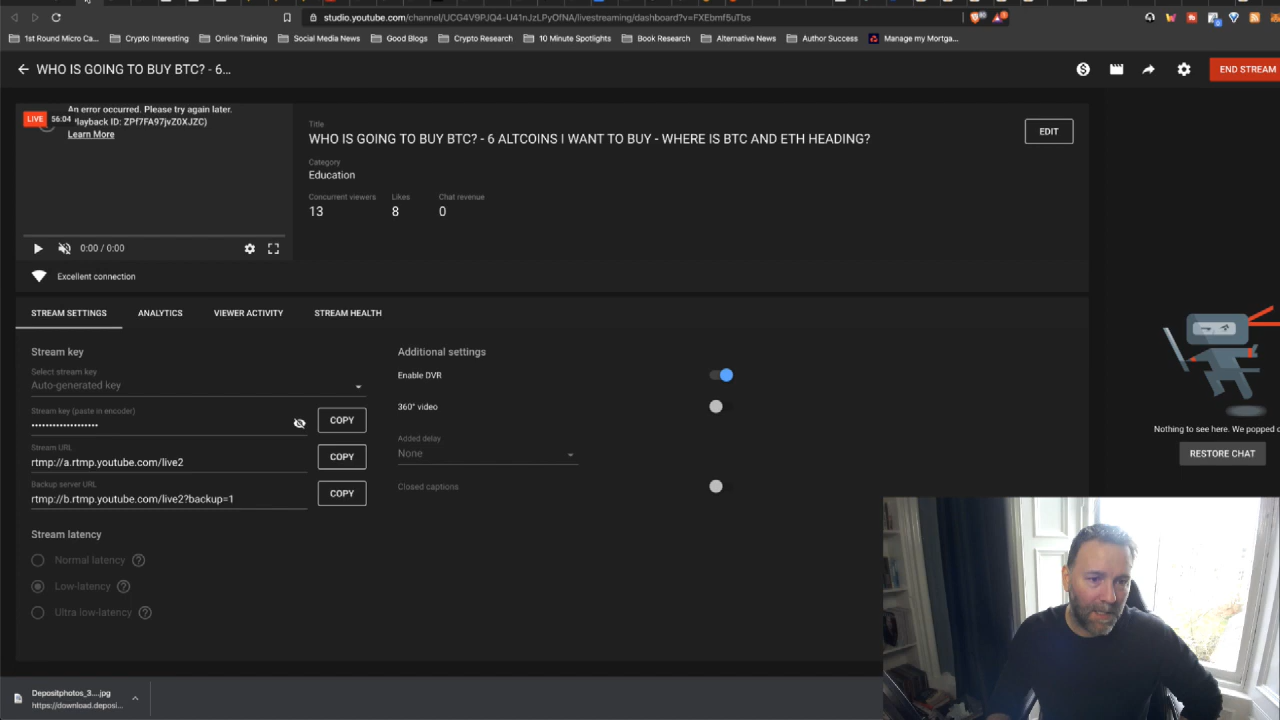 studio.youtube.com/channel/UCG4V9PJQ4-U41nJzLPyOfNA/livestreaming/dashboard?v=FXEbmf5uTbs
1st Round Micro Ca...
Crypto Interesting
Online Training
Social Media News
Good Blogs
Crypto Research
10 Minute Spotlights
Book Research
Alternative News
Author Success
Manage my Mortga...
WHO IS GOING TO BUY BTC? - 6...
END STREAM
An error occurred. Please try again later.
LIVE 56:04
Playback ID: ZPf7FA97jvZ0XJZC)
Learn More
0:00 / 0:00
Excellent connection
Title
WHO IS GOING TO BUY BTC? - 6 ALTCOINS I WANT TO BUY - WHERE IS BTC AND ETH HEADING?
EDIT
Category
Education
Concurrent viewers Likes Chat revenue
13 8 0
STREAM SETTINGS ANALYTICS VIEWER ACTIVITY STREAM HEALTH
Stream key
Select stream key
Auto-generated key
Stream key (paste in encoder)
••••••••••••••••••• COPY
Stream URL
rtmp://a.rtmp.youtube.com/live2 COPY
Backup server URL
rtmp://b.rtmp.youtube.com/live2?backup=1 COPY
Stream latency
Normal latency
Low-latency
Ultra low-latency
Additional settings
Enable DVR
360° video
Added delay
None
Closed captions
Nothing to see here. We popped
RESTORE CHAT
Depositphotos_3....jpg
https://download.deposi...